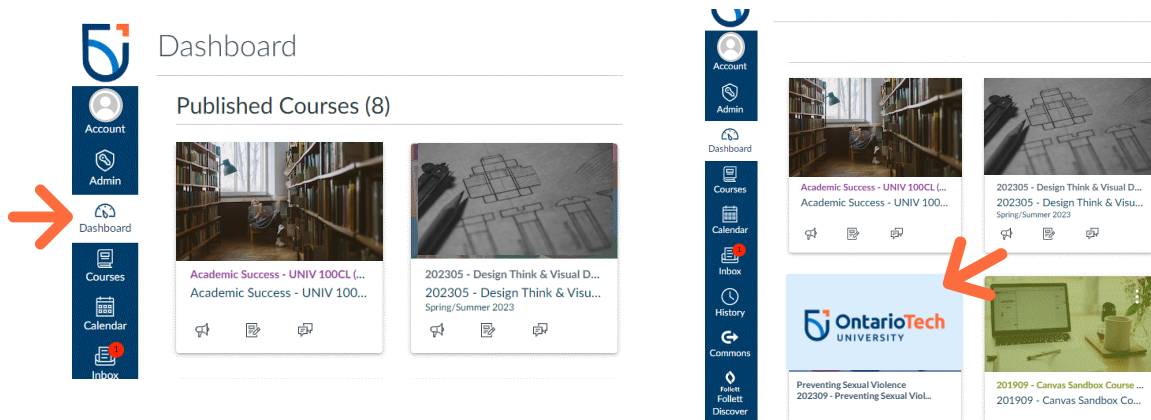 Dashboard
Published Courses (8)
Account
Admin
Dashboard
Courses
Calendar
1
Inbox
Academic Success - UNIV 100CL (...
Academic Success - UNIV 100...
202305 - Design Think & Visual D...
202305 - Design Think & Visu...
Spring/Summer 2023
Account
Admin
Dashboard
Courses
Calendar
1
Inbox
History
Commons
Follett
Follett
Discover
Academic Success - UNIV 100CL (...
Academic Success - UNIV 100...
202305 - Design Think & Visual D...
202305 - Design Think & Visu...
Spring/Summer 2023
OntarioTech
UNIVERSITY
Preventing Sexual Violence
202309 - Preventing Sexual Viol...
201909 - Canvas Sandbox Course ...
201909 - Canvas Sandbox Co...